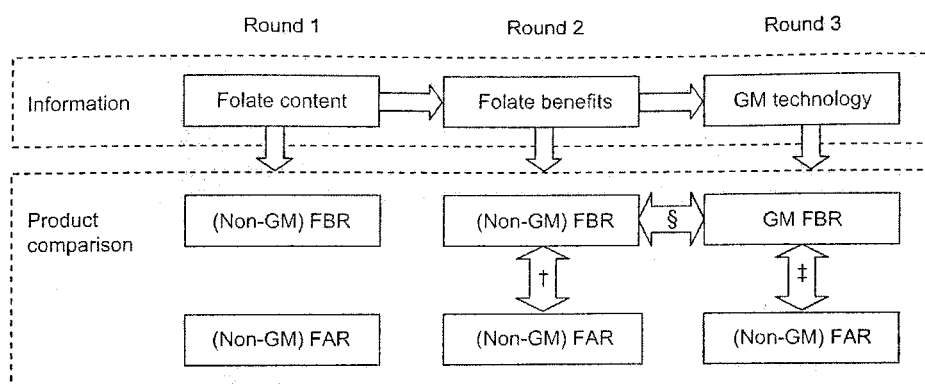 Round 1 Round 2 Round 3
Information Folate content Folate benefits GM technology
Product comparison
(Non-GM) FBR (Non-GM) FBR § GM FBR
† ‡
(Non-GM) FAR (Non-GM) FAR (Non-GM) FAR